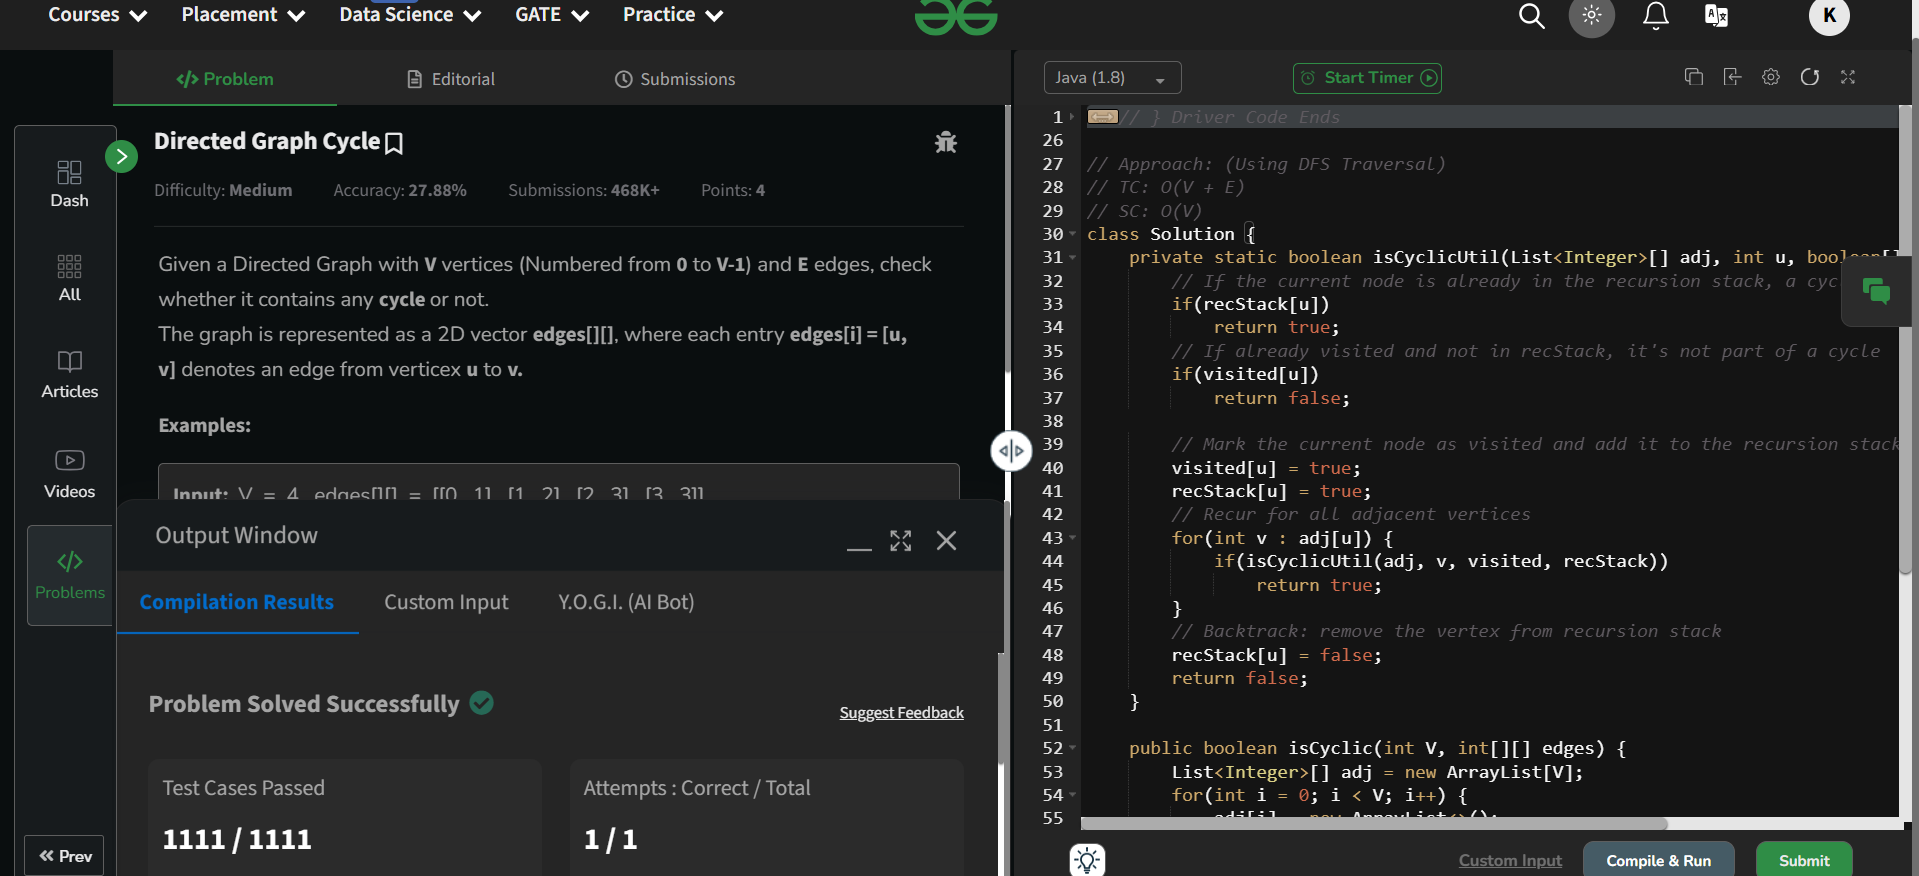 Courses Placement Data Science GATE Practice
K
Problem Editorial Submissions
Java (1.8) Start Timer
Dash
All
Articles
Videos
Problems
Prev
Directed Graph Cycle
Difficulty: Medium Accuracy: 27.88% Submissions: 468K+ Points: 4
Given a Directed Graph with V vertices (Numbered from 0 to V-1) and E edges, check
whether it contains any cycle or not.
The graph is represented as a 2D vector edges[][], where each entry edges[i] = [u,
v] denotes an edge from verticex u to v.
Examples:
Input: V = 4, edges[][] = [[0, 1], [1, 2], [2, 3], [3, 3]]
Output Window
Compilation Results Custom Input Y.O.G.I. (AI Bot)
Problem Solved Successfully
Suggest Feedback
Test Cases Passed
1111 / 1111
Attempts : Correct / Total
1 / 1
1 // } Driver Code Ends
26
27 // Approach: (Using DFS Traversal)
28 // TC: O(V + E)
29 // SC: O(V)
30 class Solution {
31 private static boolean isCyclicUtil(List<Integer>[] adj, int u, boolean[]
32 // If the current node is already in the recursion stack, a cyc
33 if(recStack[u])
34 return true;
35 // If already visited and not in recStack, it's not part of a cycle
36 if(visited[u])
37 return false;
38
39 // Mark the current node as visited and add it to the recursion stack
40 visited[u] = true;
41 recStack[u] = true;
42 // Recur for all adjacent vertices
43 for(int v : adj[u]) {
44 if(isCyclicUtil(adj, v, visited, recStack))
45 return true;
46 }
47 // Backtrack: remove the vertex from recursion stack
48 recStack[u] = false;
49 return false;
50 }
51
52 public boolean isCyclic(int V, int[][] edges) {
53 List<Integer>[] adj = new ArrayList[V];
54 for(int i = 0; i < V; i++) {
55 adj[i] = new ArrayList<>();
Custom Input Compile & Run Submit